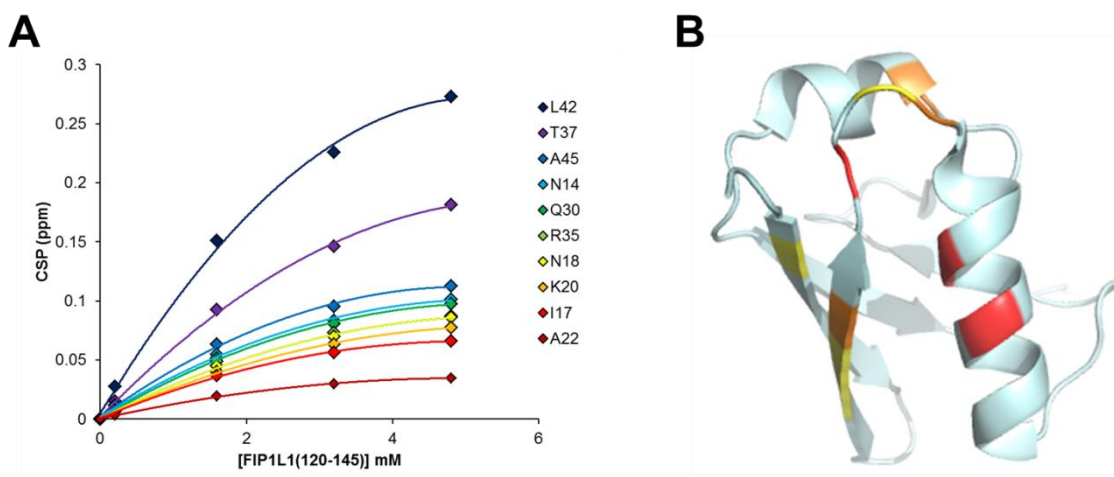 A
B
0.3
0.25
0.2
0.15
0.1
0.05
0
0
2
4
6
CSP (ppm)
[FIP1L1(120-145)] mM
L42
T37
A45
N14
Q30
R35
N18
K20
I17
A22